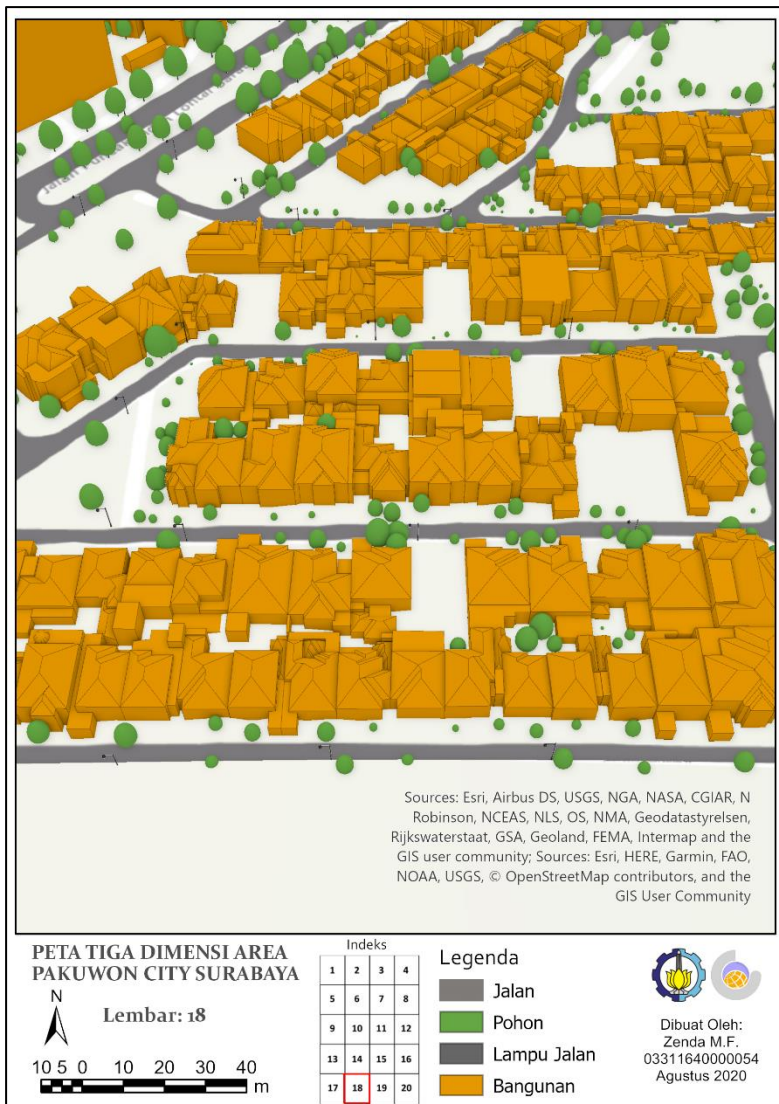 Jalan
Lontar
Sources: Esri, Airbus DS, USGS, NGA, NASA, CGIAR, N
Robinson, NCEAS, NLS, OS, NMA, Geodatastyrelsen,
Rijkswaterstaat, GSA, Geoland, FEMA, Intermap and the
GIS user community; Sources: Esri, HERE, Garmin, FAO,
NOAA, USGS, © OpenStreetMap contributors, and the
GIS User Community
PETA TIGA DIMENSI AREA
PAKUWON CITY SURABAYA
N
Lembar: 18
10 5 0 10 20 30 40
m
Indeks
1 2 3 4
5 6 7 8
9 10 11 12
13 14 15 16
17 18 19 20
Legenda
Jalan
Pohon
Lampu Jalan
Bangunan
Dibuat Oleh:
Zenda M.F.
03311640000054
Agustus 2020